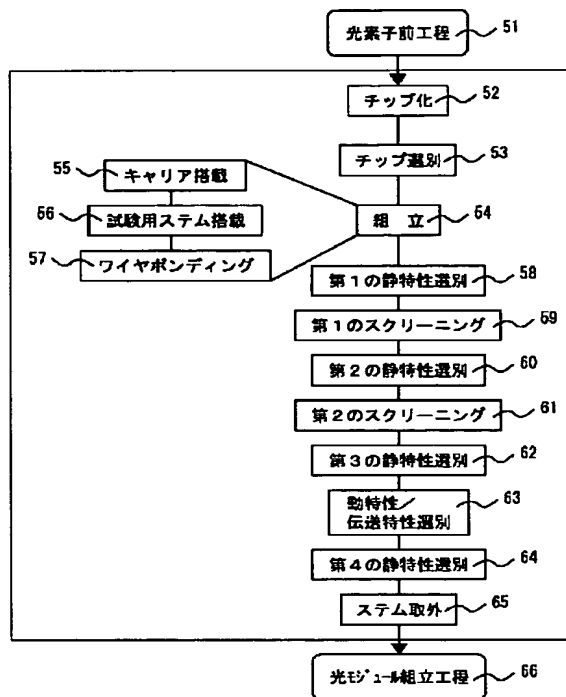 光素子前工程 51
チップ化 52
チップ選別 53
55 キャリア搭載
56 試験用ステム搭載
組 立 54
57 ワイヤボンディング
第1の静特性選別 58
第1のスクリーニング 59
第2の静特性選別 60
第2のスクリーニング 61
第3の静特性選別 62
動特性/
伝送特性選別 63
第4の静特性選別 64
ステム取外 65
光モジュール組立工程 66